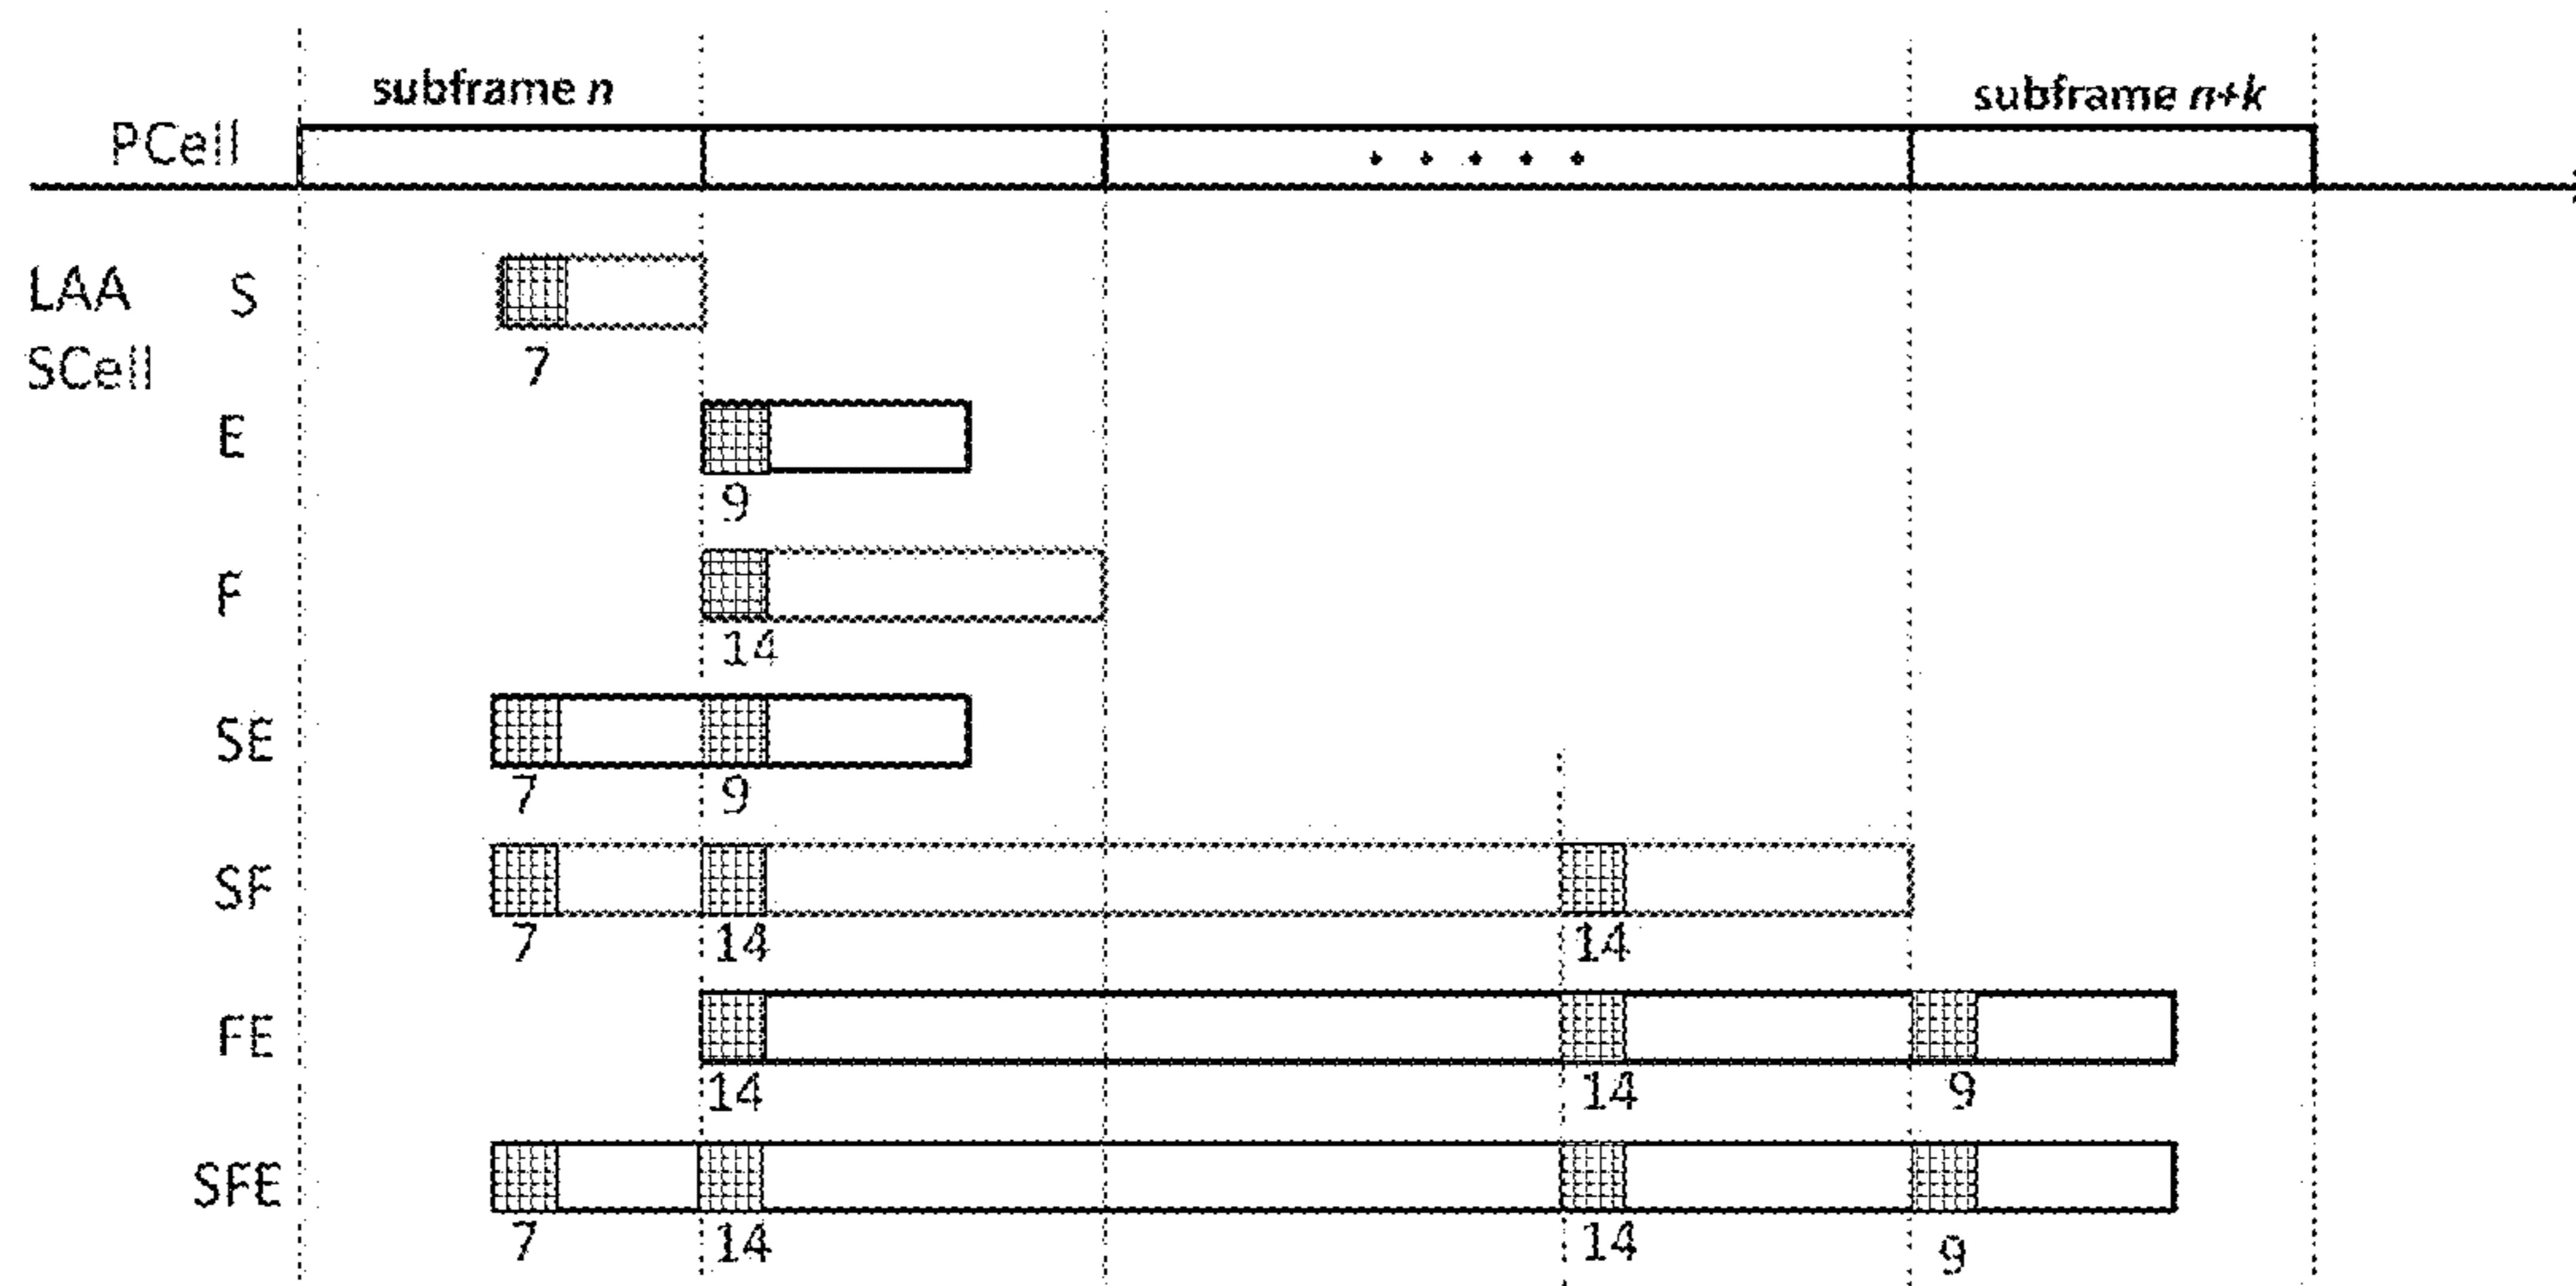 subframe n
subframe n+k
PCell
.....
LAA S
SCell
7
E
9
F
14
SE
7 9
SF
7 14 14
FE
14 14 9
SFE
7 14 14 9